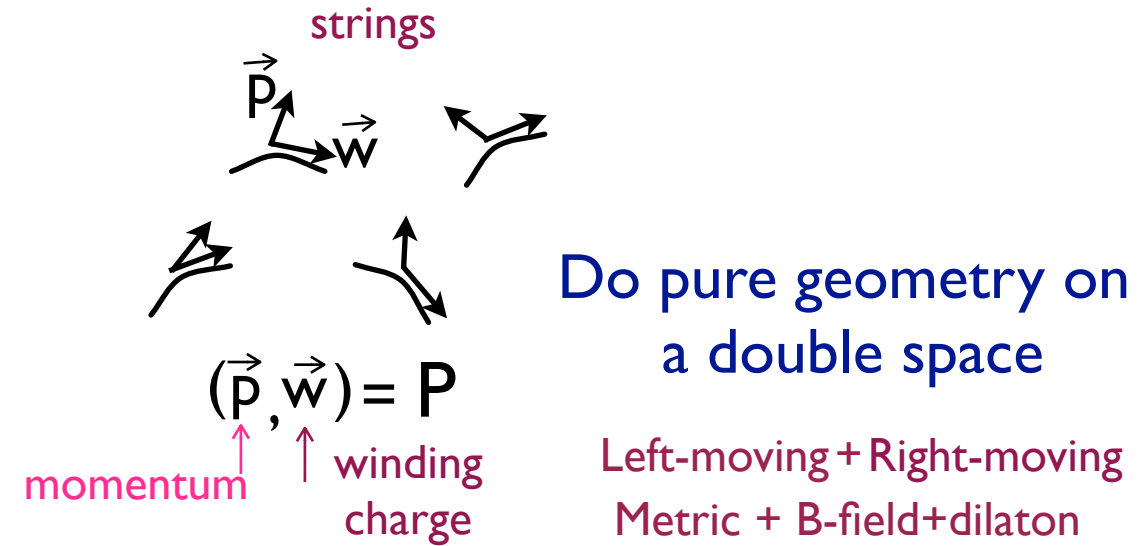 strings
p⃗
w⃗
(p⃗, w⃗) = P
momentum
winding
charge
Do pure geometry on
a double space
Left-moving + Right-moving
Metric + B-field+dilaton